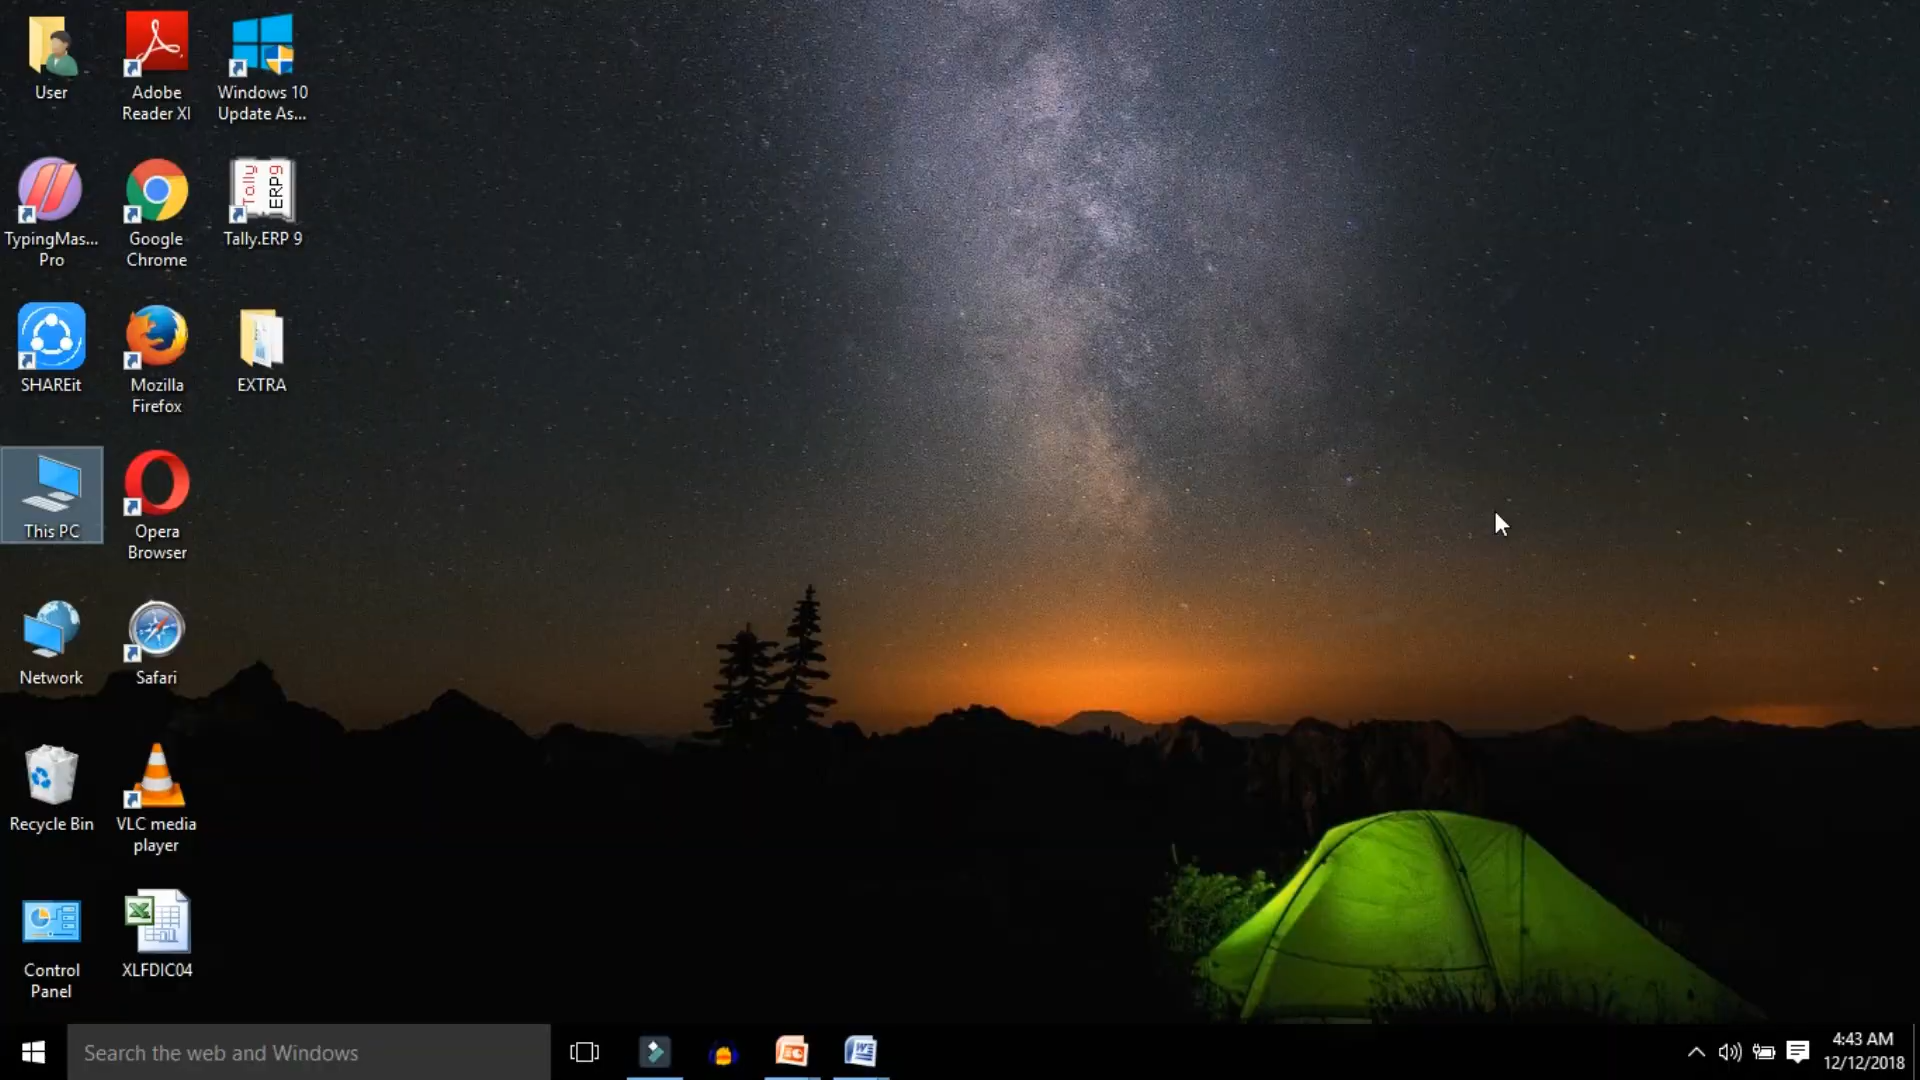 User
Adobe
Reader XI
Windows 10
Update As...
TypingMas...
Pro
Google
Chrome
Tally
ERP9
Tally.ERP 9
SHAREit
Mozilla
Firefox
EXTRA
This PC
Opera
Browser
Network
Safari
Recycle Bin
VLC media
player
Control
Panel
XLFDIC04
Search the web and Windows
4:43 AM
12/12/2018